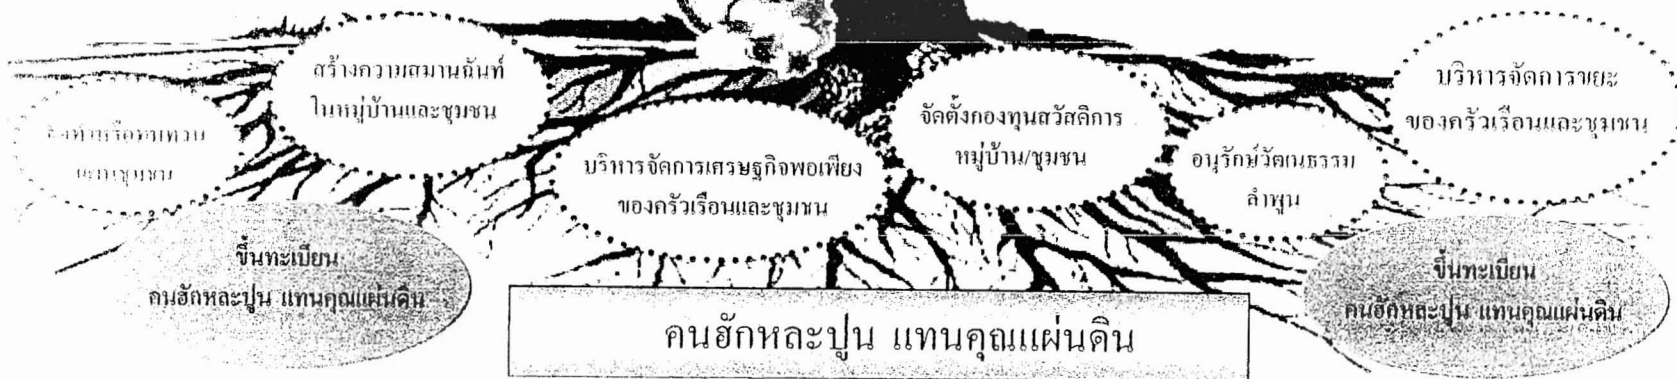 สร้างความสมานฉันท์
ในหมู่บ้านและชุมชน
บริหารจัดการเศรษฐกิจพอเพียง
ของครัวเรือนและชุมชน
จัดตั้งกองทุนสวัสดิการ
หมู่บ้าน/ชุมชน
อนุรักษ์วัฒนธรรม
ลำพูน
บริหารจัดการขยะ
ของครัวเรือนและชุมชน
ขึ้นทะเบียน
คนฮักหละปูน แทนคุณแผ่นดิน
คนฮักหละปูน แทนคุณแผ่นดิน
ขึ้นทะเบียน
คนฮักหละปูน แทนคุณแผ่นดิน